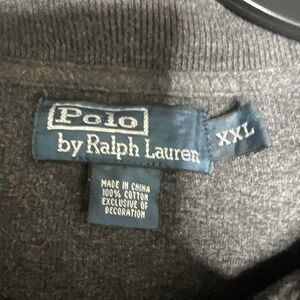 Polo
by Ralph Lauren
XXL
MADE IN CHINA
100% COTTON
EXCLUSIVE OF
DECORATION